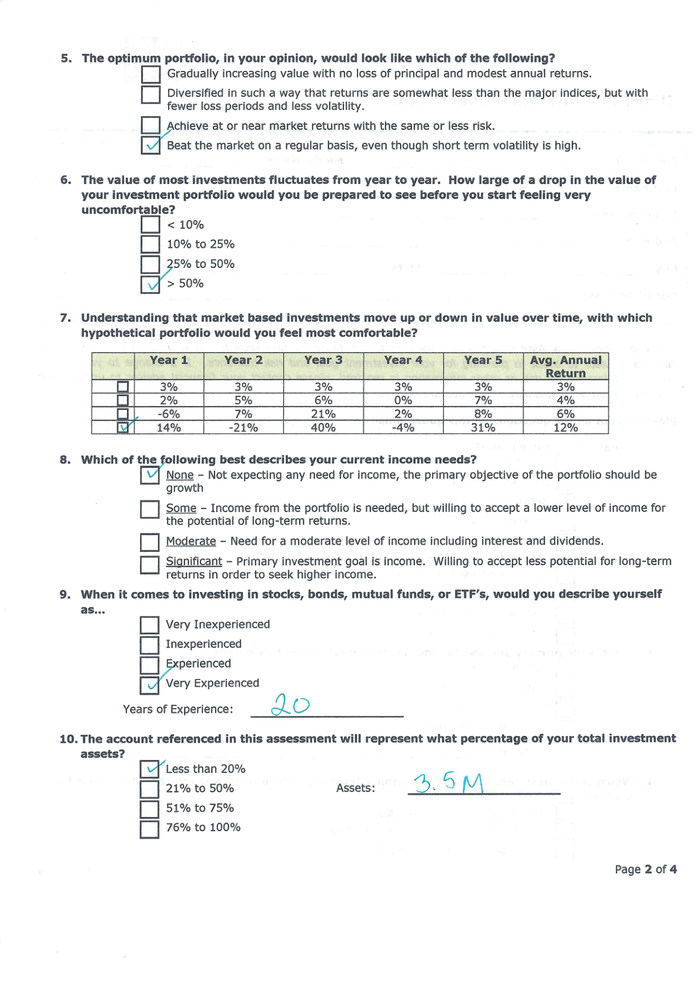 5. The optimum portfolio, in your opinion, would look like which of the following?
Gradually increasing value with no loss of principal and modest annual returns.
Diversified in such a way that returns are somewhat less than the major indices, but with
fewer loss periods and less volatility.
Achieve at or near market returns with the same or less risk.
Beat the market on a regular basis, even though short term volatility is high.
6. The value of most investments fluctuates from year to year. How large of a drop in the value of
your investment portfolio would you be prepared to see before you start feeling very
uncomfortable?
< 10%
10% to 25%
25% to 50%
> 50%
7. Understanding that market based investments move up or down in value over time, with which
hypothetical portfolio would you feel most comfortable?
Year 1 Year 2 Year 3 Year 4 Year 5 Avg. Annual
Return
3% 3% 3% 3% 3% 3%
2% 5% 6% 0% 7% 4%
-6% 7% 21% 2% 8% 6%
14% -21% 40% -4% 31% 12%
8. Which of the following best describes your current income needs?
None – Not expecting any need for income, the primary objective of the portfolio should be
growth
Some – Income from the portfolio is needed, but willing to accept a lower level of income for
the potential of long-term returns.
Moderate – Need for a moderate level of income including interest and dividends.
Significant – Primary investment goal is income. Willing to accept less potential for long-term
returns in order to seek higher income.
9. When it comes to investing in stocks, bonds, mutual funds, or ETF's, would you describe yourself
as...
Very Inexperienced
Inexperienced
Experienced
Very Experienced
Years of Experience: 20
10. The account referenced in this assessment will represent what percentage of your total investment
assets?
Less than 20%
21% to 50% Assets: 3.5M
51% to 75%
76% to 100%
Page 2 of 4